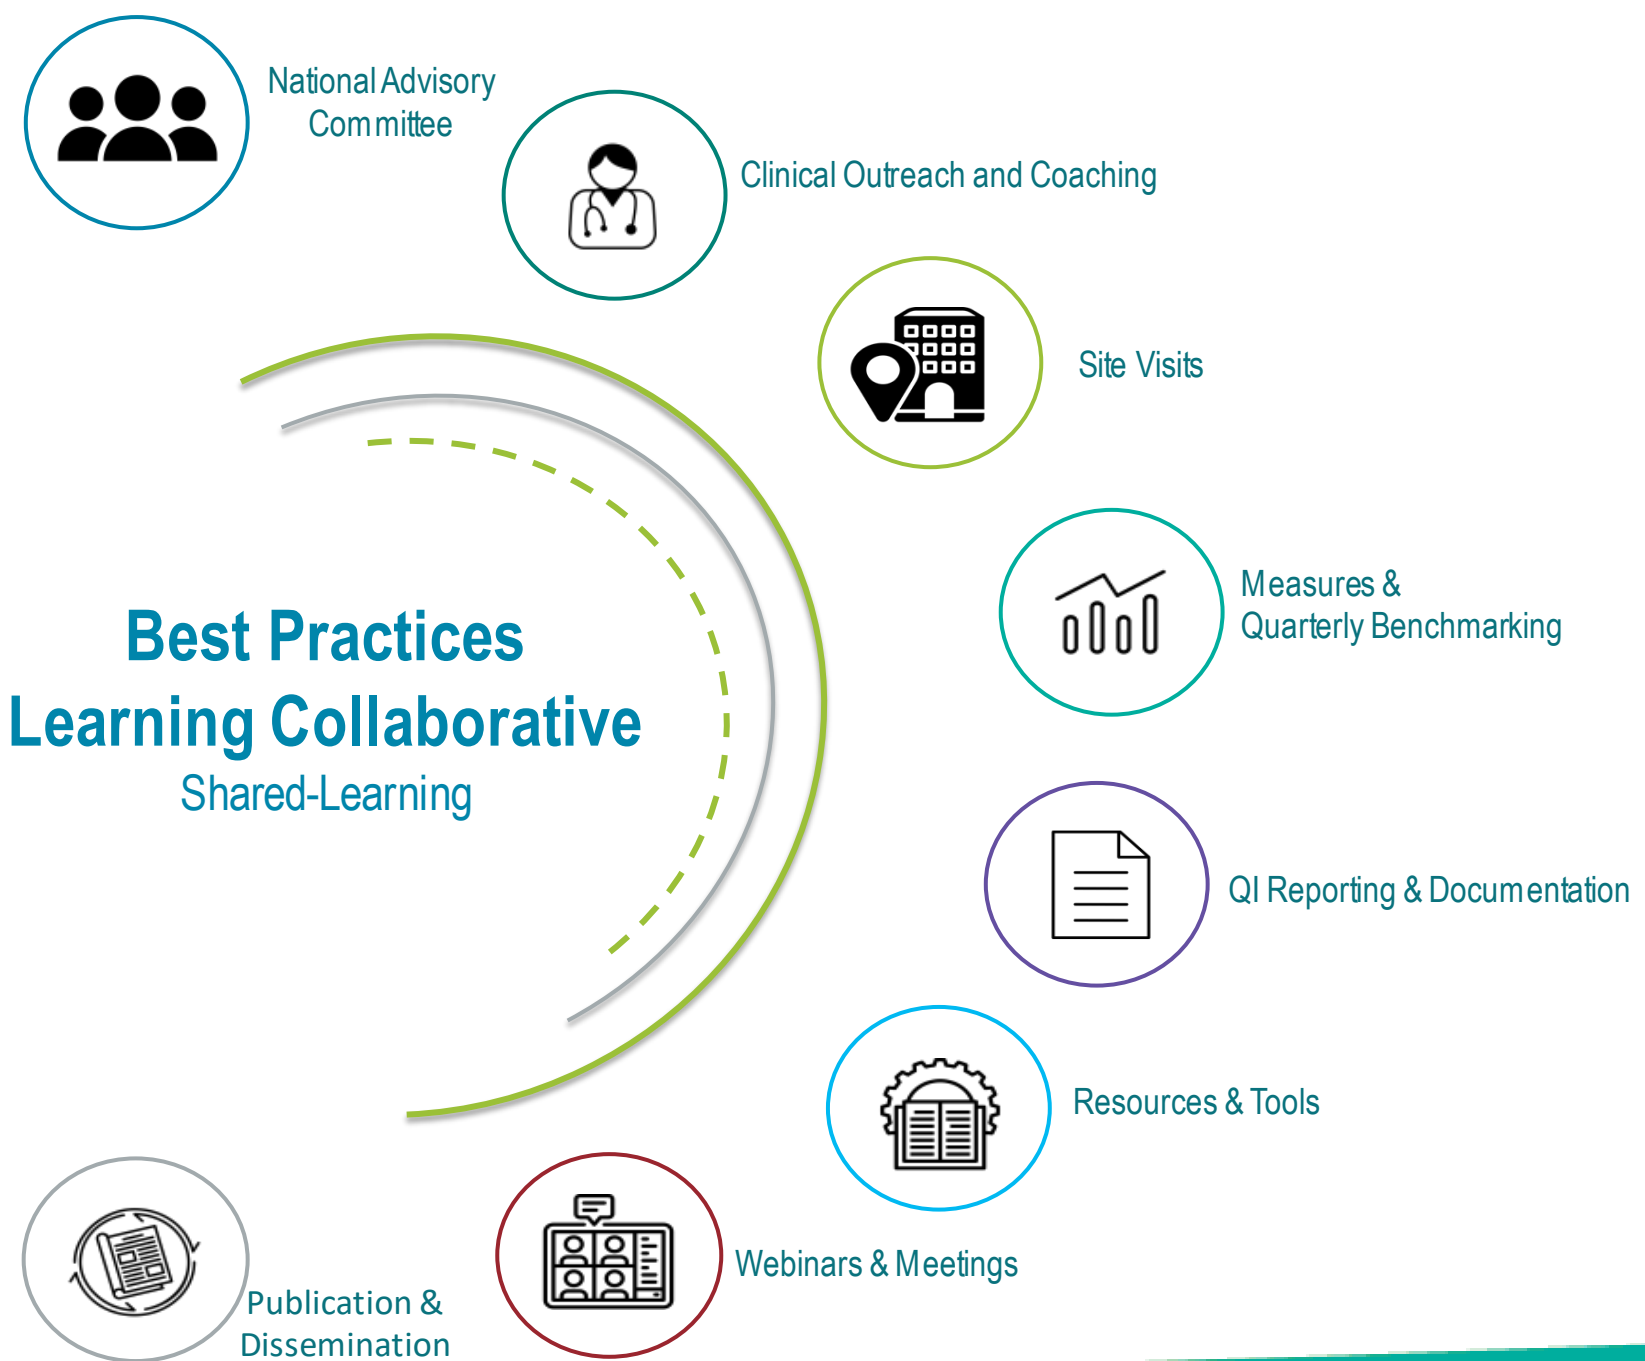 National Advisory
Committee
Clinical Outreach and Coaching
Site Visits
Measures &
Quarterly Benchmarking
Best Practices
Learning Collaborative
Shared-Learning
QI Reporting & Documentation
Resources & Tools
Webinars & Meetings
Publication &
Dissemination